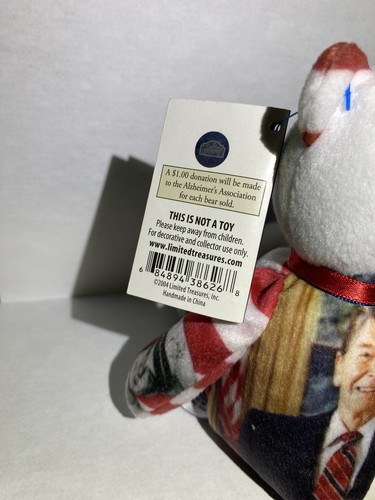 A $1.00 donation will be made
to the Alzheimer's Association
for each bear sold.
THIS IS NOT A TOY
Please keep away from children.
For decorative and collector use only.
www.limitedtreasures.com
6 84894 38626 8
©2004 Limited Treasures, Inc.
Handmade in China